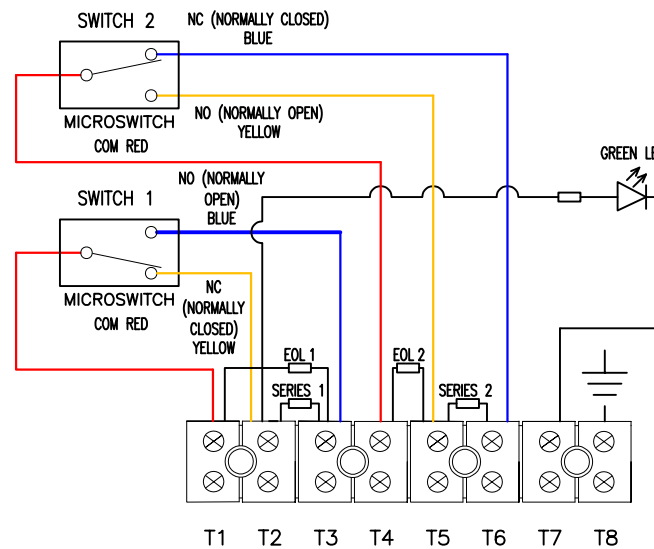 SWITCH 2
NC (NORMALLY CLOSED)
BLUE
NO (NORMALLY OPEN)
YELLOW
MICROSWITCH
COM RED
GREEN LE
SWITCH 1
NO (NORMALLY
OPEN)
BLUE
MICROSWITCH
COM RED
NC
(NORMALLY
CLOSED)
YELLOW
EOL 1
EOL 2
SERIES 1
SERIES 2
T1 T2 T3 T4 T5 T6 T7 T8